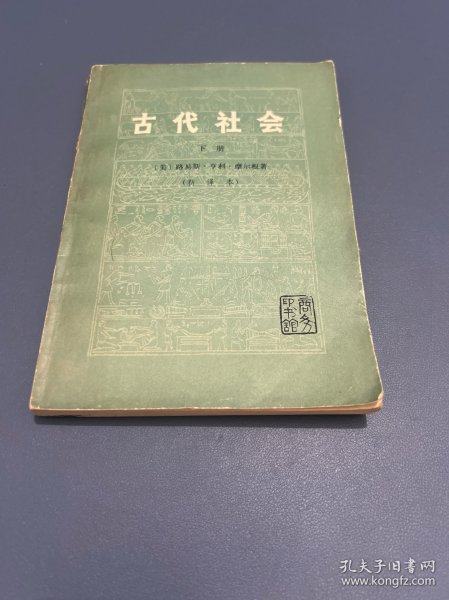 古代社会
下册
〔美〕路易斯·亨利·摩尔根著
(新译本)
商务
印书馆
孔夫子旧书网
www.kongfz.com